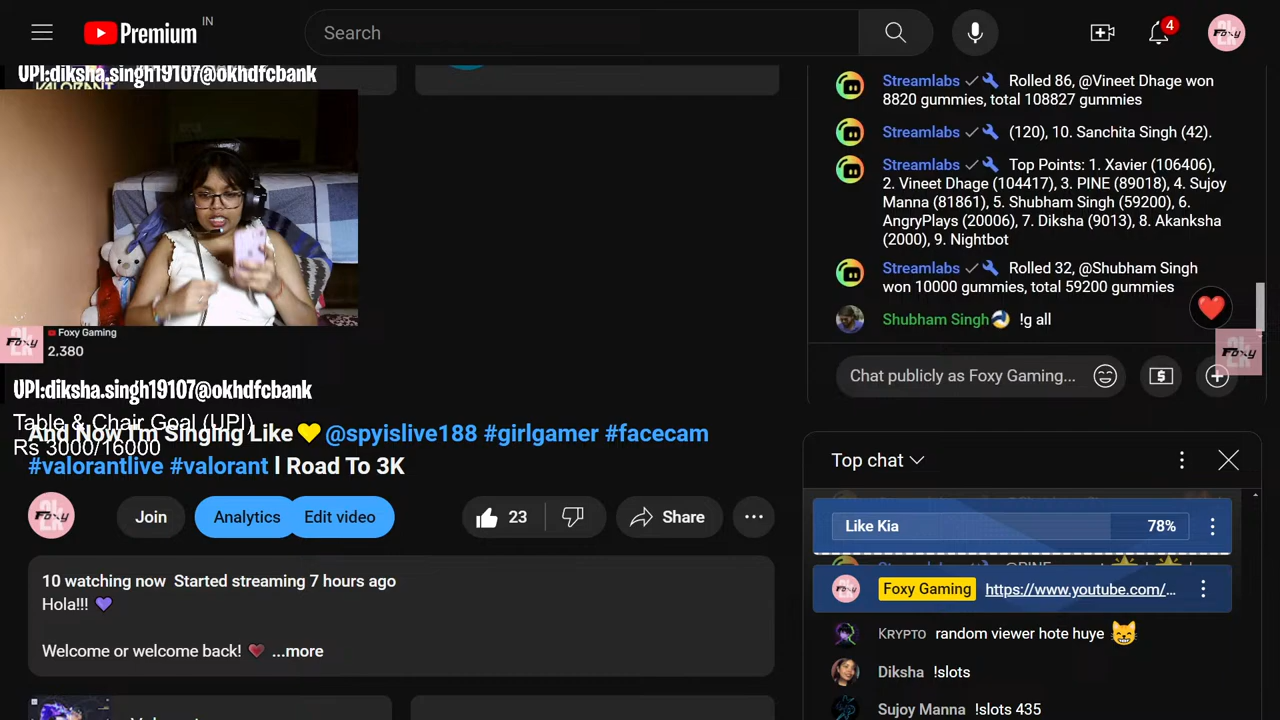 Premium IN
Search
4
Foxy
UPI:diksha.singh19107@okhdfcbank
VALORANT
Foxy
Foxy Gaming
2,380
UPI:diksha.singh19107@okhdfcbank
Table & Chair Goal (UPI)
Rs 3000/16000
And Now I'm Singing Like 💛 @spyislive188 #girlgamer #facecam
#valorantlive #valorant l Road To 3K
Foxy
Join
Analytics
Edit video
23
Share
10 watching now Started streaming 7 hours ago
Hola!!! 💜
Welcome or welcome back! ❤️ ...more
Streamlabs Rolled 86, @Vineet Dhage won
8820 gummies, total 108827 gummies
Streamlabs (120), 10. Sanchita Singh (42).
Streamlabs Top Points: 1. Xavier (106406),
2. Vineet Dhage (104417), 3. PINE (89018), 4. Sujoy
Manna (81861), 5. Shubham Singh (59200), 6.
AngryPlays (20006), 7. Diksha (9013), 8. Akanksha
(2000), 9. Nightbot
Streamlabs Rolled 32, @Shubham Singh
won 10000 gummies, total 59200 gummies
Shubham Singh !g all
Foxy
Chat publicly as Foxy Gaming...
Top chat
Like Kia 78%
Foxy Gaming https://www.youtube.com/...
KRYPTO random viewer hote huye 😸
Diksha !slots
Sujoy Manna !slots 435